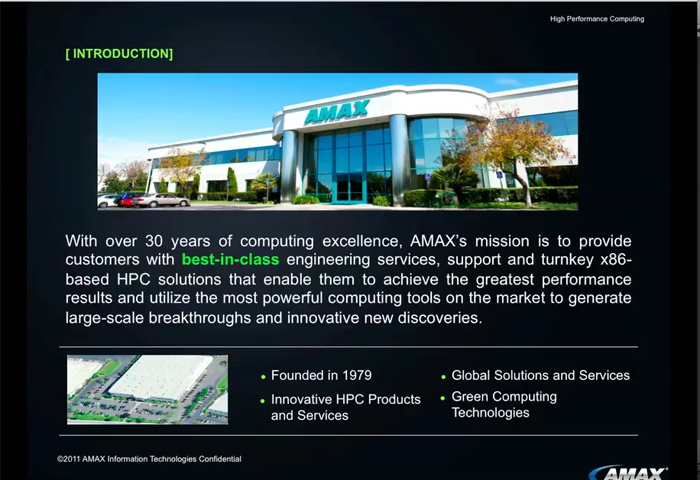 High Performance Computing
[ INTRODUCTION]
AMAX
With over 30 years of computing excellence, AMAX's mission is to provide
customers with best-in-class engineering services, support and turnkey x86-
based HPC solutions that enable them to achieve the greatest performance
results and utilize the most powerful computing tools on the market to generate
large-scale breakthroughs and innovative new discoveries.
• Founded in 1979
• Innovative HPC Products
and Services
• Global Solutions and Services
• Green Computing
Technologies
©2011 AMAX Information Technologies Confidential
AMAX